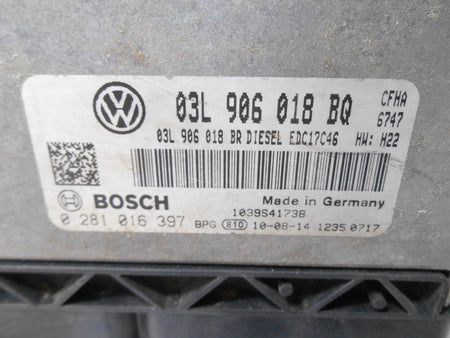 03L 906 018 BQ
CFHA
6747
03L 906 018 BR DIESEL EDC17C46 HW: H22
BOSCH
Made in Germany
1039S41738
0 281 016 397 BPG 810 10-08-14 1235 0717